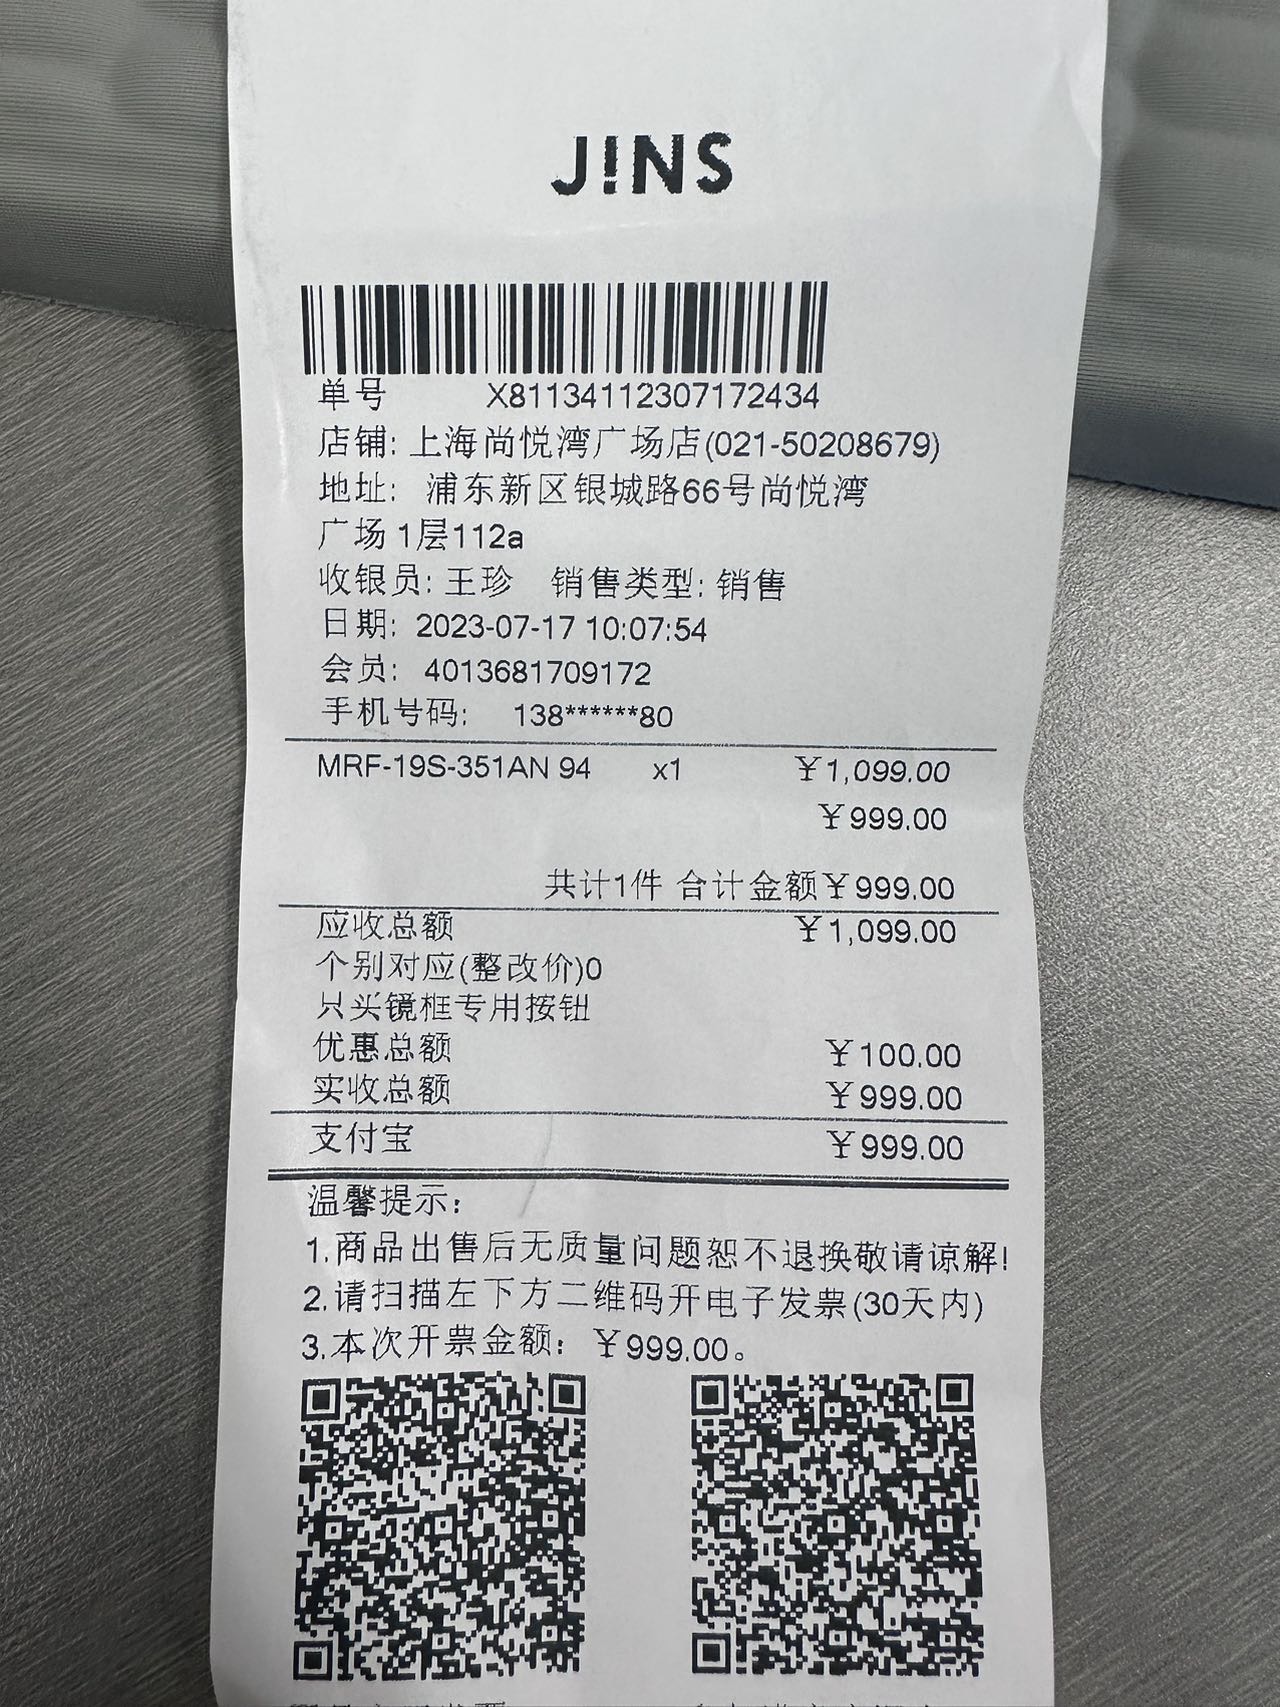 J!NS
单号 X81134112307172434
店铺: 上海尚悦湾广场店(021-50208679)
地址: 浦东新区银城路66号尚悦湾
广场 1层112a
收银员: 王珍 销售类型: 销售
日期: 2023-07-17 10:07:54
会员: 4013681709172
手机号码: 138******80
MRF-19S-351AN 94 x1 ¥1,099.00
¥999.00
共计1件 合计金额¥999.00
应收总额 ¥1,099.00
个别对应(整改价)0
只买镜框专用按钮
优惠总额 ¥100.00
实收总额 ¥999.00
支付宝 ¥999.00
温馨提示:
1.商品出售后无质量问题恕不退换敬请谅解!
2.请扫描左下方二维码开电子发票(30天内)
3.本次开票金额: ¥999.00。